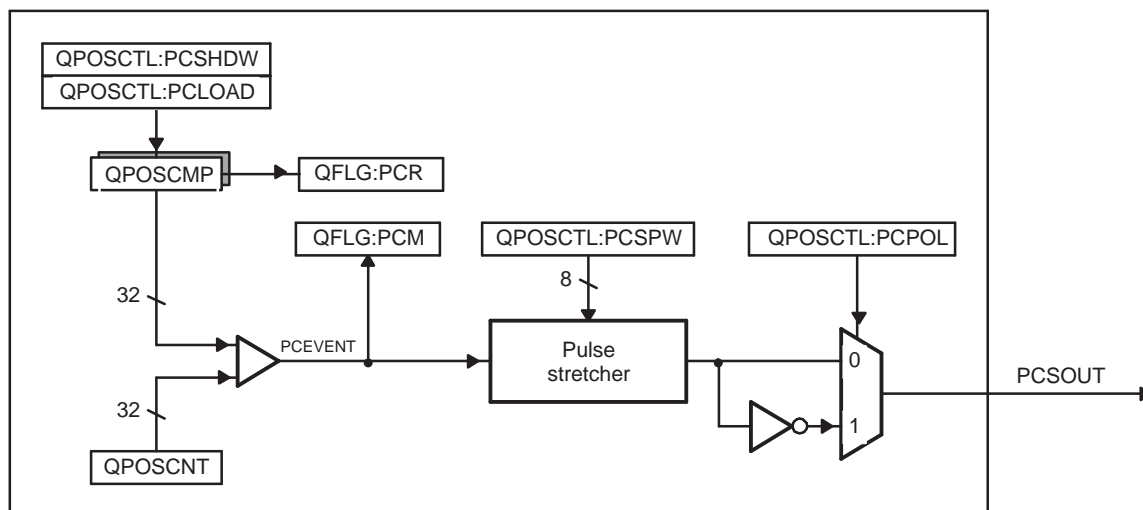 QPOSCTL:PCSHDW
QPOSCTL:PCLOAD
QPOSCMP
QFLG:PCR
QFLG:PCM
QPOSCTL:PCSPW
QPOSCTL:PCPOL
8
32
PCEVENT
Pulse
stretcher
0
PCSOUT
32
1
QPOSCNT